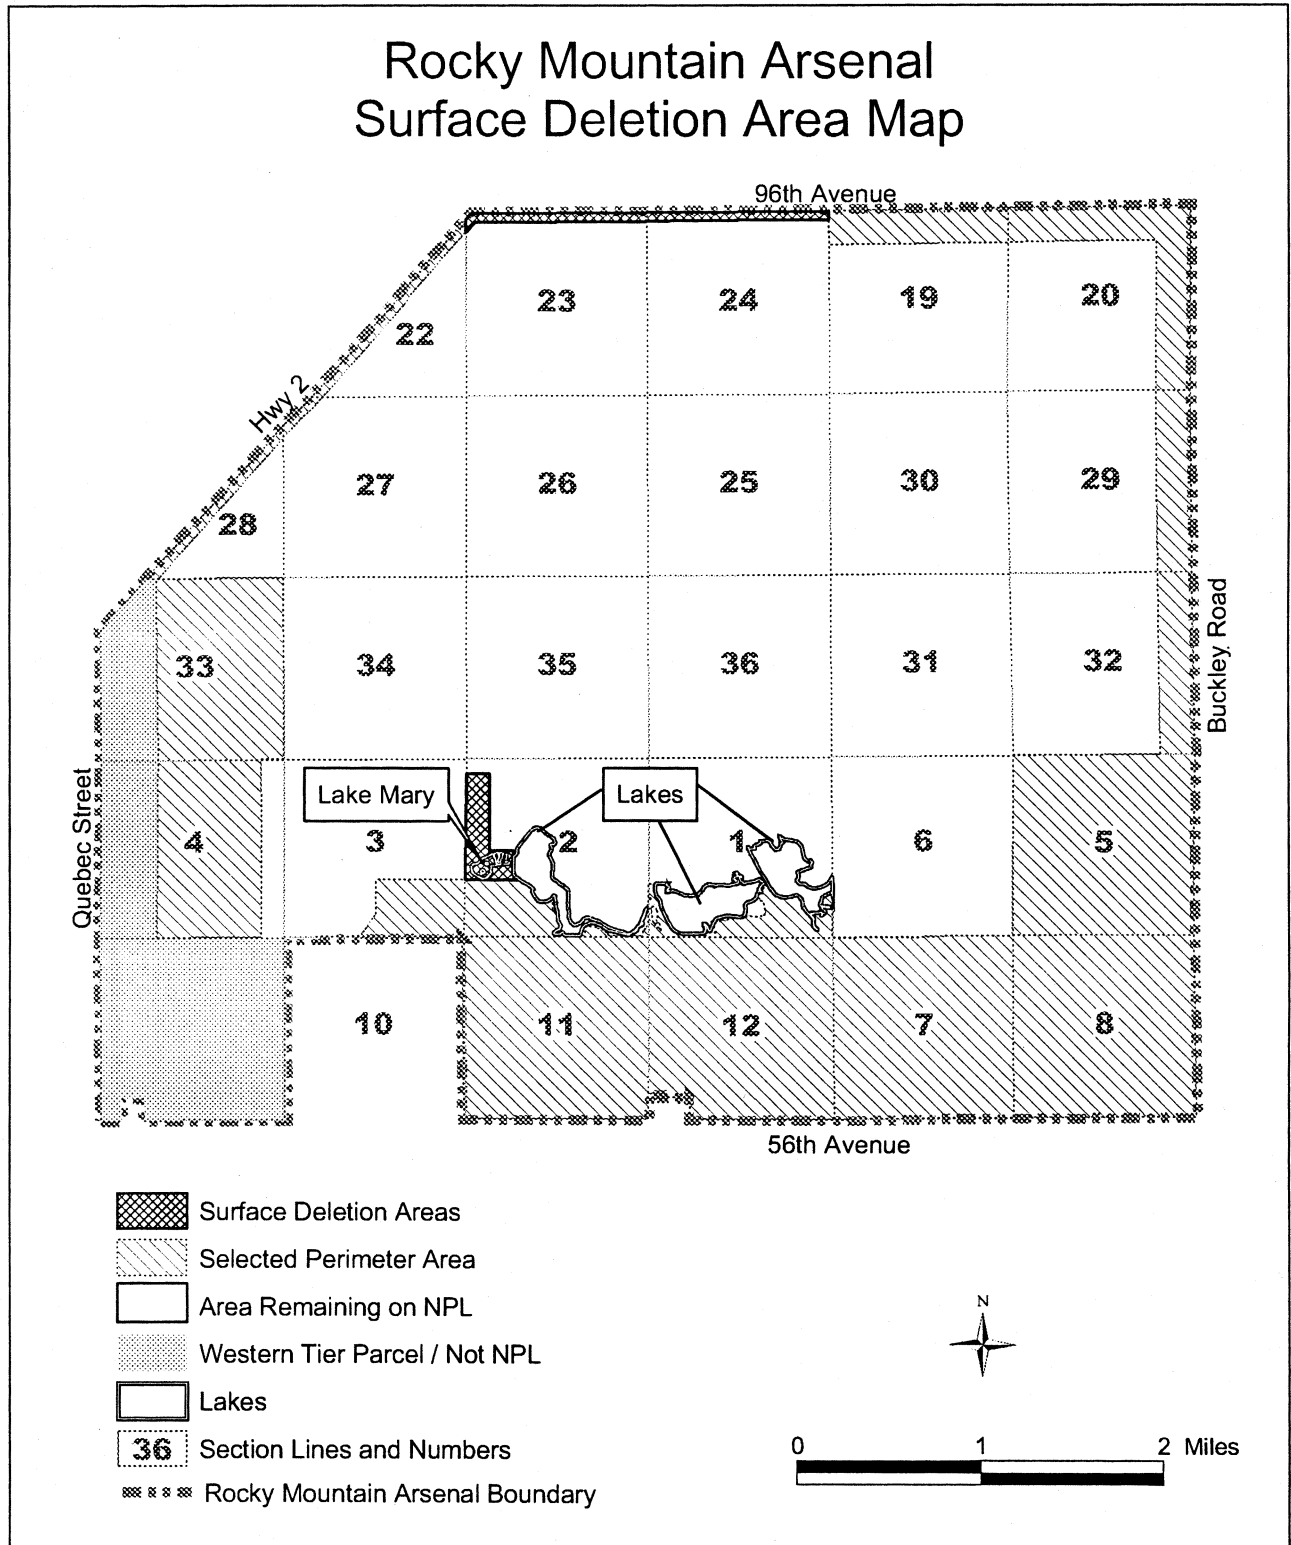 Rocky Mountain Arsenal
Surface Deletion Area Map
96th Avenue
23
24
19
20
22
Hwy 2
27
26
25
30
29
28
33
34
35
36
31
32
Buckley Road
Quebec Street
Lake Mary
Lakes
4
3
2
1
6
5
10
11
12
7
8
56th Avenue
Surface Deletion Areas
Selected Perimeter Area
Area Remaining on NPL
Western Tier Parcel / Not NPL
Lakes
36 Section Lines and Numbers
Rocky Mountain Arsenal Boundary
N
0 1 2 Miles